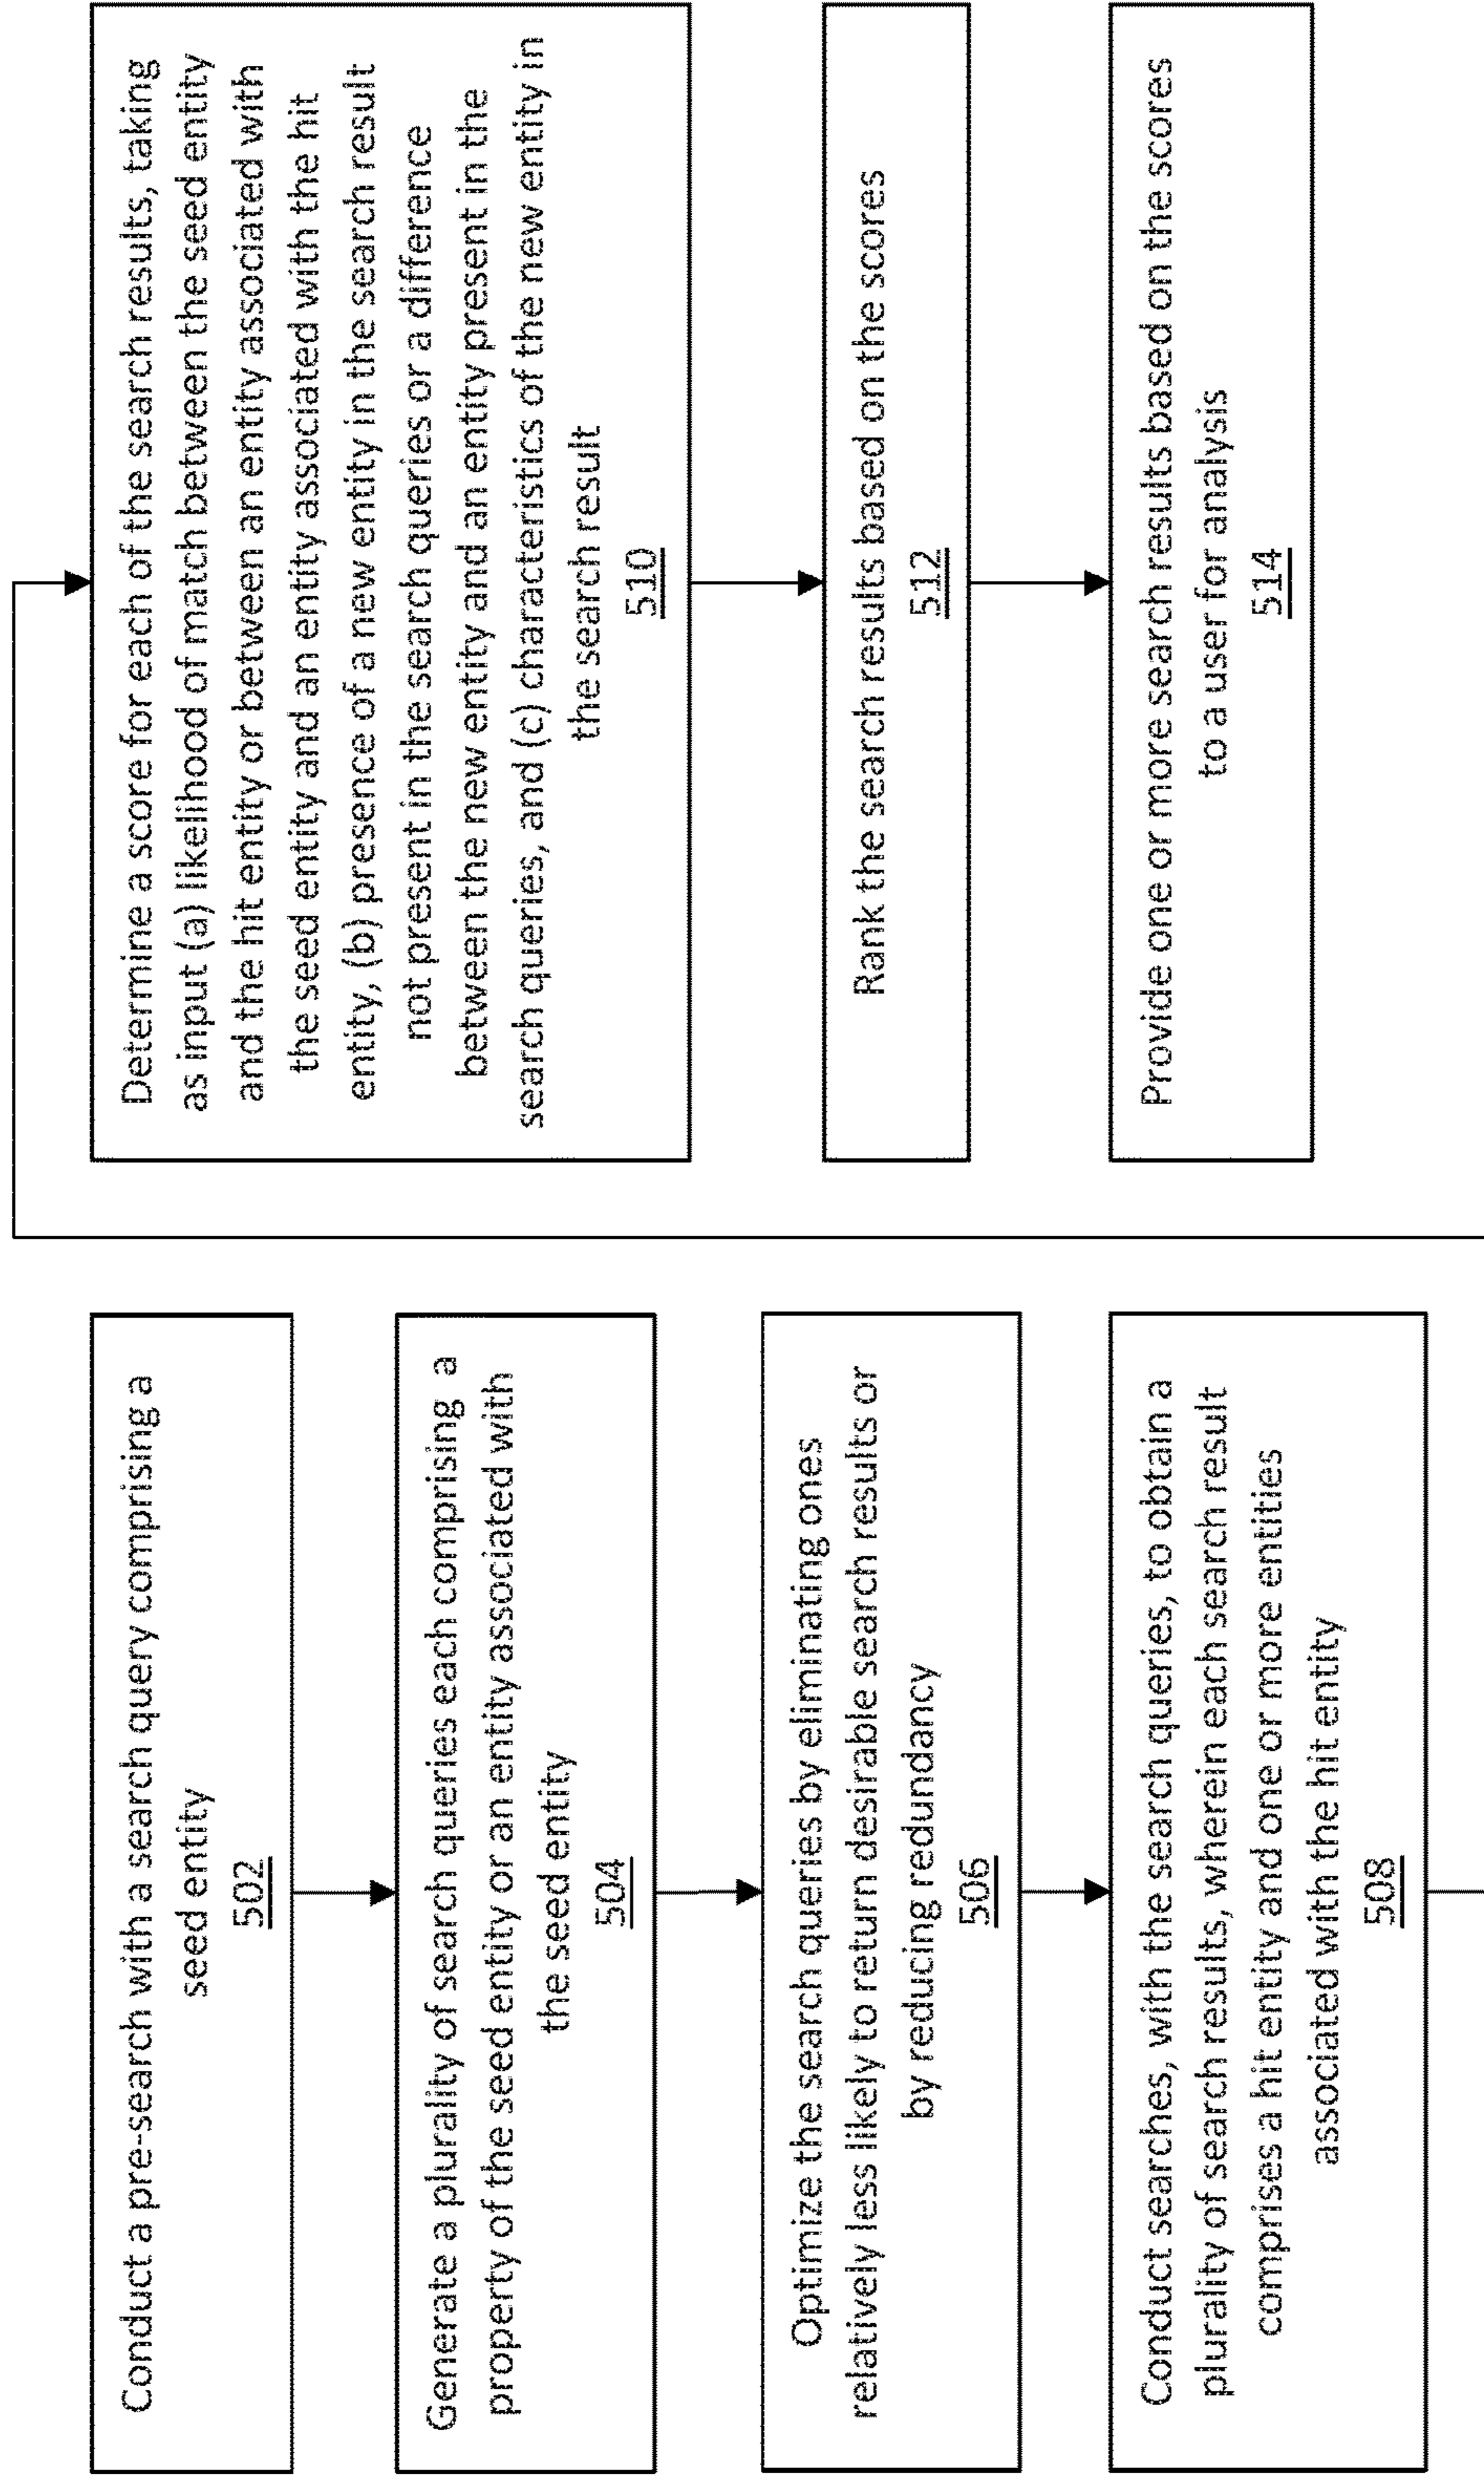 Conduct a pre-search with a search query comprising a
seed entity
502
Generate a plurality of search queries each comprising a
property of the seed entity or an entity associated with
the seed entity
504
Optimize the search queries by eliminating ones
relatively less likely to return desirable search results or
by reducing redundancy
506
Conduct searches, with the search queries, to obtain a
plurality of search results, wherein each search result
comprises a hit entity and one or more entities
associated with the hit entity
508
Determine a score for each of the search results, taking
as input (a) likelihood of match between the seed entity
and the hit entity or between an entity associated with
the seed entity and an entity associated with the hit
entity, (b) presence of a new entity in the search result
not present in the search queries or a difference
between the new entity and an entity present in the
search queries, and (c) characteristics of the new entity in
the search result
510
Rank the search results based on the scores
512
Provide one or more search results based on the scores
to a user for analysis
514